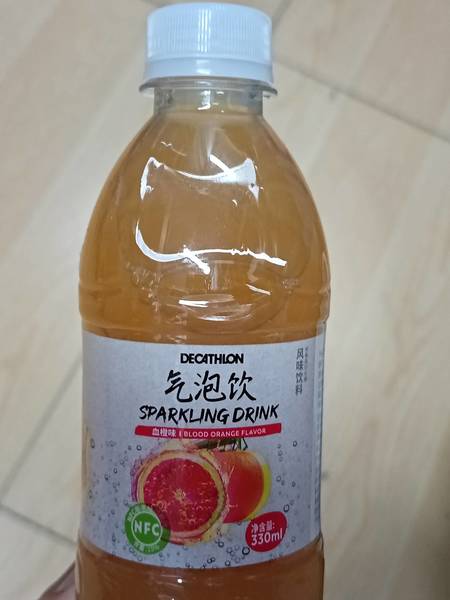 DECATHLON
气泡饮
SPARKLING DRINK
血橙味 BLOOD ORANGE FLAVOR
风味饮料
NFC
净含量:
330ml